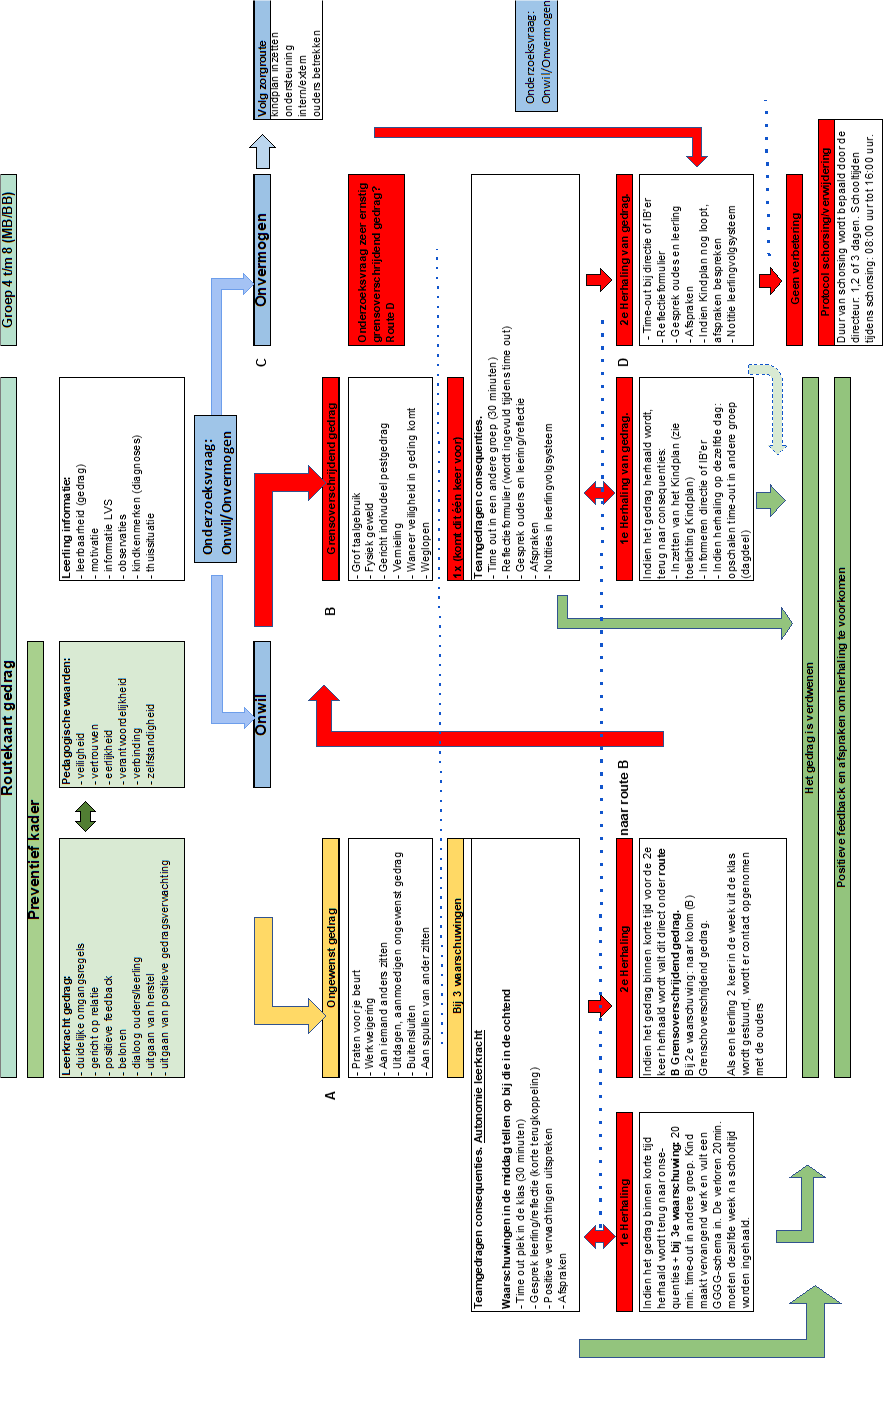 Routekaart gedrag
Groep 4 t/m 8 (MB/BB)
Preventief kader
Leerkracht gedrag:
- duidelijke omgangsregels
- gericht op relatie
- positieve feedback
- belonen
- dialoog ouders/leerling
- uitgaan van herstel
- uitgaan van positieve gedragsverwachting
Pedagogische waarden:
- veiligheid
- vertrouwen
- eerlijkheid
- verantwoordelijkheid
- verbinding
- zelfstandigheid
Leerling informatie:
- leerbaarheid (gedrag)
- motivatie
- informatie LVS
- observaties
- kindkenmerken (diagnoses)
- thuissituatie
Onderzoeksvraag:
Onwil/Onvermogen
Onwil
Onvermogen
Volg zorgroute
kindplan inzetten
ondersteuning
intern/extern
ouders betrekken
A
Ongewenst gedrag
- Praten voor je beurt
- Werkweigering
- Aan iemand anders zitten
- Uitdagen, aanmoedigen ongewenst gedrag
- Buitensluiten
- Aan spullen van ander zitten
B
Grensoverschrijdend gedrag
- Grof taalgebruik
- Fysiek geweld
- Gericht indivudeel pestgedrag
- Vernieling
- Waneer veiligheid in geding komt
- Weglopen
C
Onderzoeksvraag zeer ernstig
grensoverschrijdend gedrag?
Route D
Bij 3 waarschuwingen
1x (komt dit één keer voor)
Teamgedragen consequenties. Autonomie leerkracht
Waarschuwingen in de middag tellen op bij die in de ochtend
- Time out plek in de klas (30 minuten)
- Gesprek leerling/reflectie (korte terugkoppeling)
- Positieve verwachtingen uitspreken
- Afspraken
Teamgedragen consequenties.
- Time out in een andere groep (30 minuten)
- Reflectieformulier (wordt ingevuld tijdens time out)
- Gesprek ouders en leering/reflectie
- Afspraken
- Notities in leerlingvolgsysteem
Onderzoeksvraag:
Onwil/Onvermogen
1e Herhaling
Indien het gedrag binnen korte tijd
herhaald wordt terug naar onse-
quenties + bij 3e waarschuwing: 20
min. time-out in andere groep. Kind
maakt vervangend werk en vult een
GGGG-schema in. De verloren 20min.
moeten dezelfde week na schooltijd
worden ingehaald.
2e Herhaling
Indien het gedrag binnen korte tijd voor de 2e
keer herhaald wordt valt dit direct onder route
B Grensoverschrijdend gedrag.
Bij 2e waarschuwing: naar kolom (B)
Grenschoverschrijdend gedrag.
Als een leerling 2 keer in de week uit de klas
wordt gestuurd, wordt er contact opgenomen
met de ouders
naar route B
1e Herhaling van gedrag.
Indien het gedrag herhaald wordt,
terug naar consequenties:
- Inzetten van het Kindplan (zie
toelichting Kindplan)
- Informeren directie of IB'er
- Indien herhaling op dezelfde dag:
opschalen time-out in andere groep
(dagdeel)
D
2e Herhaling van gedrag.
- Time-out bij directie of IB'er
- Reflectieformulier
- Gesprek oudes en leerling
- Afspraken
- Indien Kindplan nog loopt,
afspraken bespreken
- Notitie leerlingvolgsysteem
Geen verbetering
Protocol schorsing/verwijdering
Duur van schorsing wordt bepaald door de
directeur: 1,2 of 3 dagen. Schooltijden
tijdens schorsing: 08:00 uur tot 16:00 uur.
Het gedrag is verdwenen
Positieve feedback en afspraken om herhaling te voorkomen